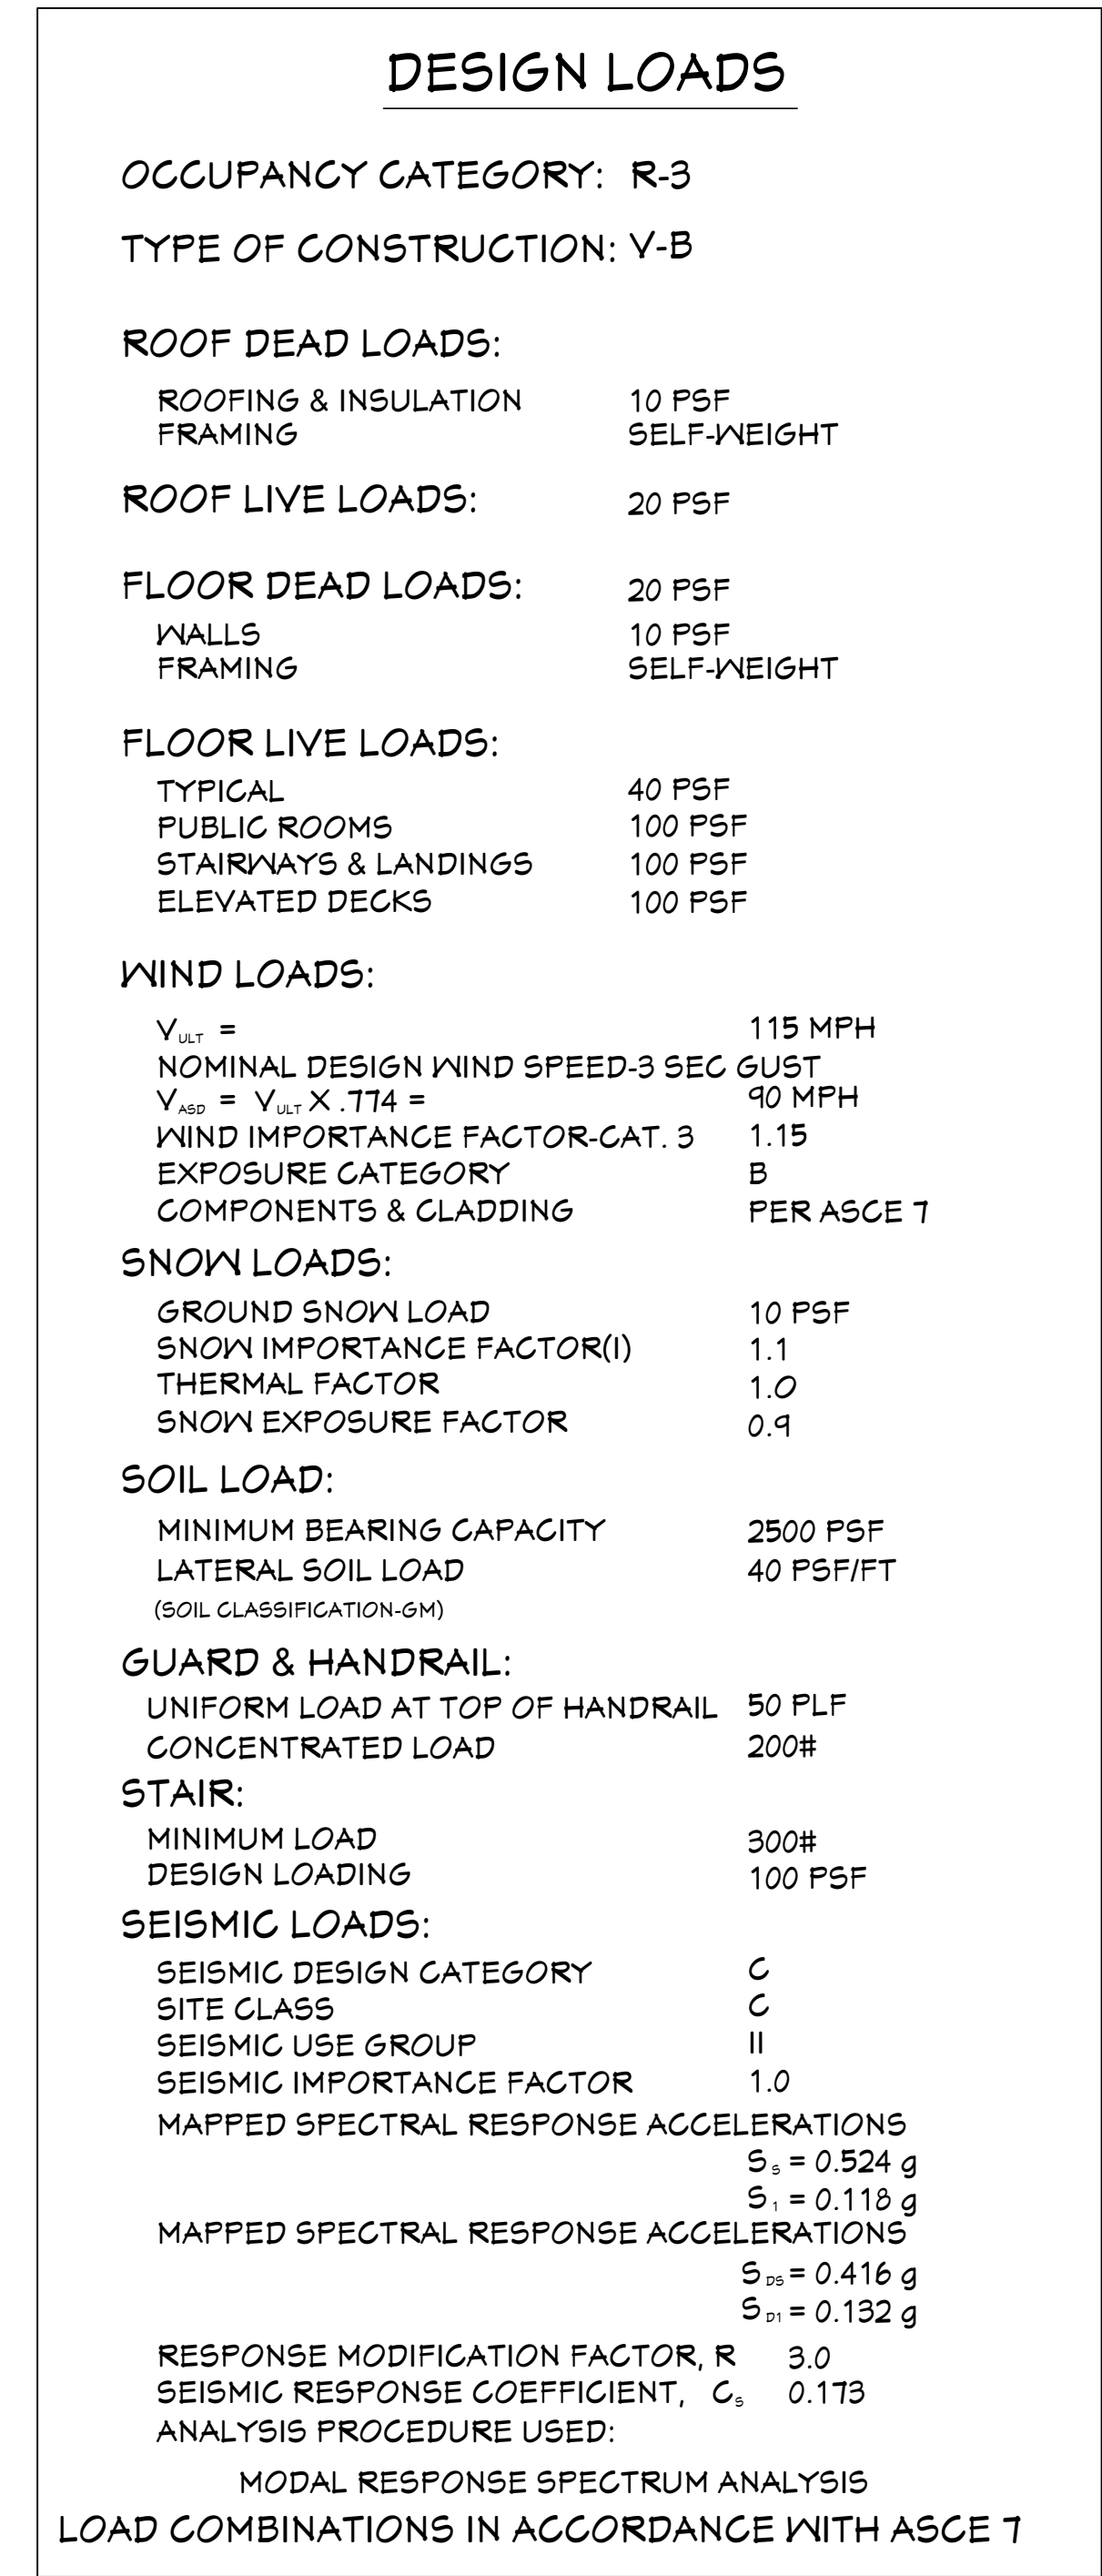 DESIGN LOADS
OCCUPANCY CATEGORY: R-3
TYPE OF CONSTRUCTION: V-B
ROOF DEAD LOADS:
ROOFING & INSULATION 10 PSF
FRAMING SELF-WEIGHT
ROOF LIVE LOADS: 20 PSF
FLOOR DEAD LOADS: 20 PSF
WALLS 10 PSF
FRAMING SELF-WEIGHT
FLOOR LIVE LOADS:
TYPICAL 40 PSF
PUBLIC ROOMS 100 PSF
STAIRWAYS & LANDINGS 100 PSF
ELEVATED DECKS 100 PSF
WIND LOADS:
V ULT = 115 MPH
NOMINAL DESIGN WIND SPEED-3 SEC GUST
V ASD = V ULT X .774 = 90 MPH
WIND IMPORTANCE FACTOR-CAT. 3 1.15
EXPOSURE CATEGORY B
COMPONENTS & CLADDING PER ASCE 7
SNOW LOADS:
GROUND SNOW LOAD 10 PSF
SNOW IMPORTANCE FACTOR(I) 1.1
THERMAL FACTOR 1.0
SNOW EXPOSURE FACTOR 0.9
SOIL LOAD:
MINIMUM BEARING CAPACITY 2500 PSF
LATERAL SOIL LOAD 40 PSF/FT
(SOIL CLASSIFICATION-GM)
GUARD & HANDRAIL:
UNIFORM LOAD AT TOP OF HANDRAIL 50 PLF
CONCENTRATED LOAD 200#
STAIR:
MINIMUM LOAD 300#
DESIGN LOADING 100 PSF
SEISMIC LOADS:
SEISMIC DESIGN CATEGORY C
SITE CLASS C
SEISMIC USE GROUP II
SEISMIC IMPORTANCE FACTOR 1.0
MAPPED SPECTRAL RESPONSE ACCELERATIONS
S S = 0.524 g
S 1 = 0.118 g
MAPPED SPECTRAL RESPONSE ACCELERATIONS
S DS = 0.416 g
S D1 = 0.132 g
RESPONSE MODIFICATION FACTOR, R 3.0
SEISMIC RESPONSE COEFFICIENT, C S 0.173
ANALYSIS PROCEDURE USED:
MODAL RESPONSE SPECTRUM ANALYSIS
LOAD COMBINATIONS IN ACCORDANCE WITH ASCE 7